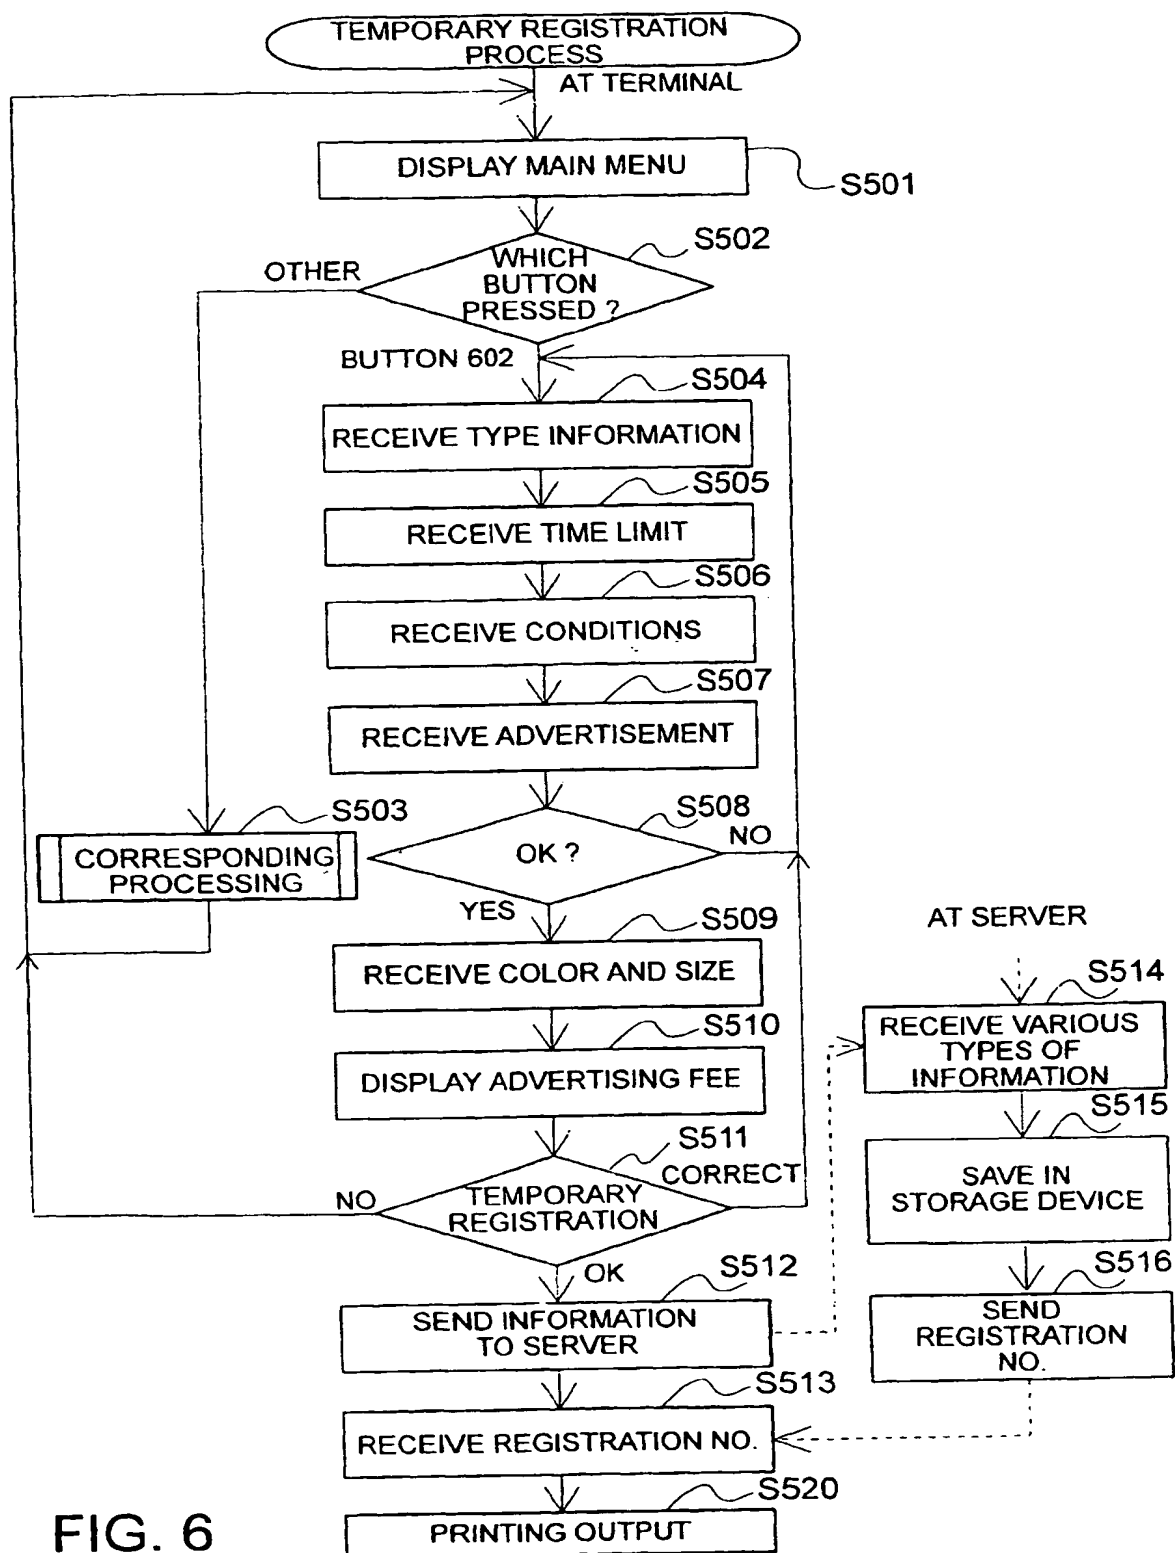 TEMPORARY REGISTRATION
PROCESS
AT TERMINAL
DISPLAY MAIN MENU
S501
S502
WHICH
BUTTON
PRESSED ?
OTHER
BUTTON 602
S504
RECEIVE TYPE INFORMATION
S505
RECEIVE TIME LIMIT
S506
RECEIVE CONDITIONS
S507
RECEIVE ADVERTISEMENT
S503
CORRESPONDING
PROCESSING
S508
OK ?
NO
YES
S509
RECEIVE COLOR AND SIZE
S510
DISPLAY ADVERTISING FEE
S511
CORRECT
NO
TEMPORARY
REGISTRATION
OK
S512
SEND INFORMATION
TO SERVER
S513
RECEIVE REGISTRATION NO.
S520
PRINTING OUTPUT
AT SERVER
S514
RECEIVE VARIOUS
TYPES OF
INFORMATION
S515
SAVE IN
STORAGE DEVICE
S516
SEND
REGISTRATION
NO.
FIG. 6